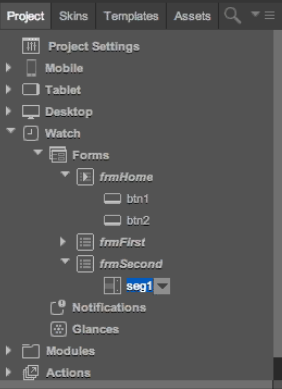 Project Skins Templates Assets
Project Settings
Mobile
Tablet
Desktop
Watch
Forms
frmHome
btn1
btn2
frmFirst
frmSecond
seg1
Notifications
Glances
Modules
Actions